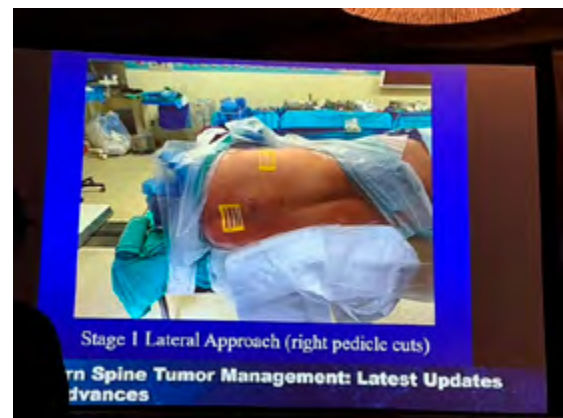 Stage 1 Lateral Approach (right pedicle cuts)
rn Spine Tumor Management: Latest Updates
dvances